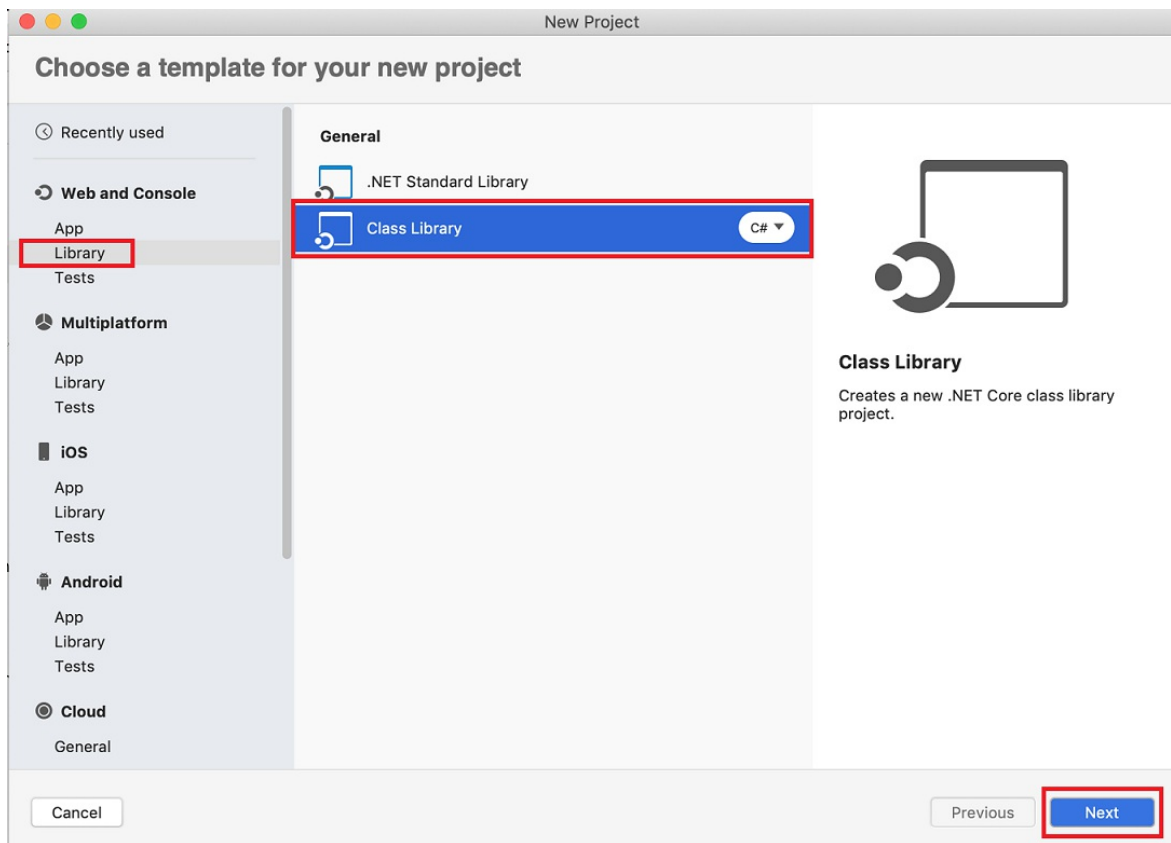 New Project
Choose a template for your new project
Recently used
Web and Console
App
Library
Tests
Multiplatform
App
Library
Tests
iOS
App
Library
Tests
Android
App
Library
Tests
Cloud
General
General
.NET Standard Library
Class Library
C#
Class Library
Creates a new .NET Core class library
project.
Cancel
Previous
Next